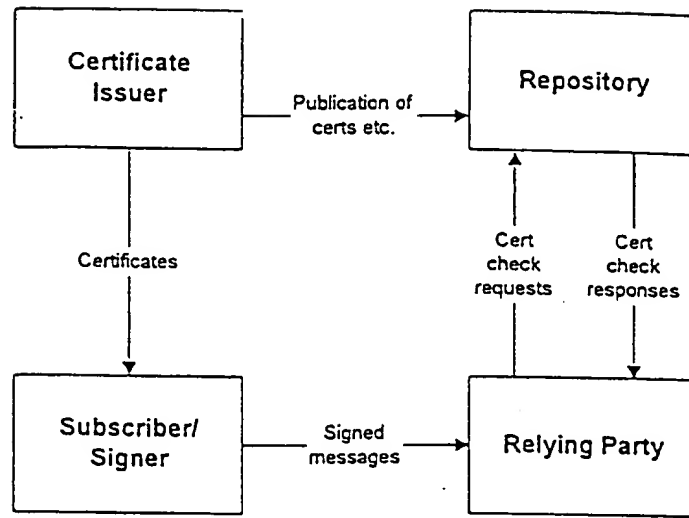 Certificate
Issuer
Repository
Publication of
certs etc.
Certificates
Cert
check
requests
Cert
check
responses
Subscriber/
Signer
Signed
messages
Relying Party